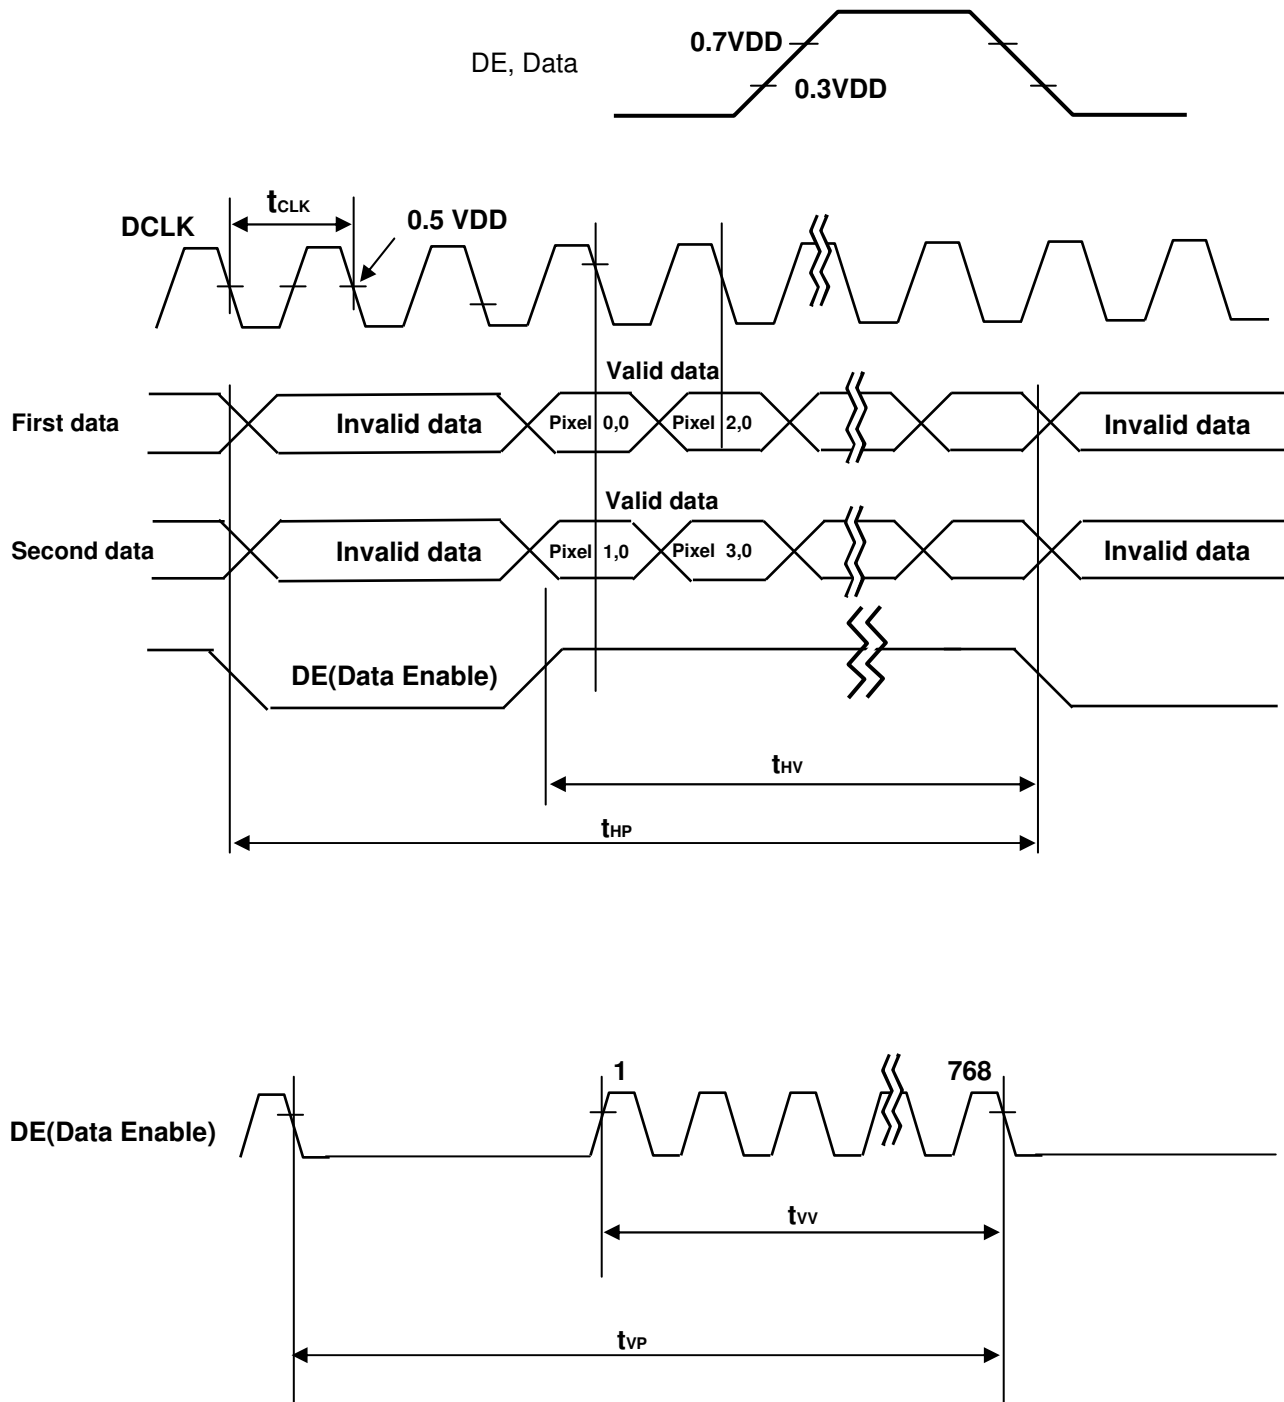 0.7VDD
DE, Data
0.3VDD
tCLK
DCLK
0.5 VDD
Valid data
First data
Invalid data
Pixel 0,0
Pixel 2,0
Invalid data
Valid data
Second data
Invalid data
Pixel 1,0
Pixel 3,0
Invalid data
DE(Data Enable)
tHV
tHP
1
768
DE(Data Enable)
tVV
tVP